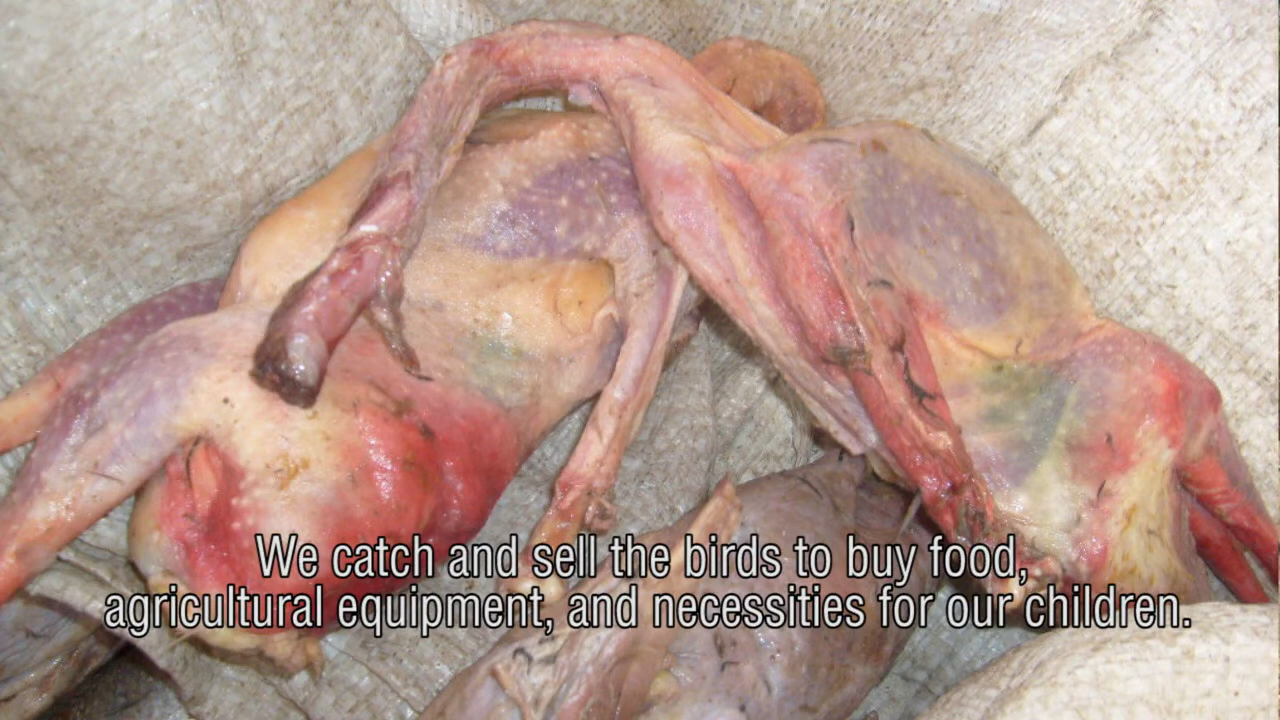 We catch and sell the birds to buy food,
agricultural equipment, and necessities for our children.